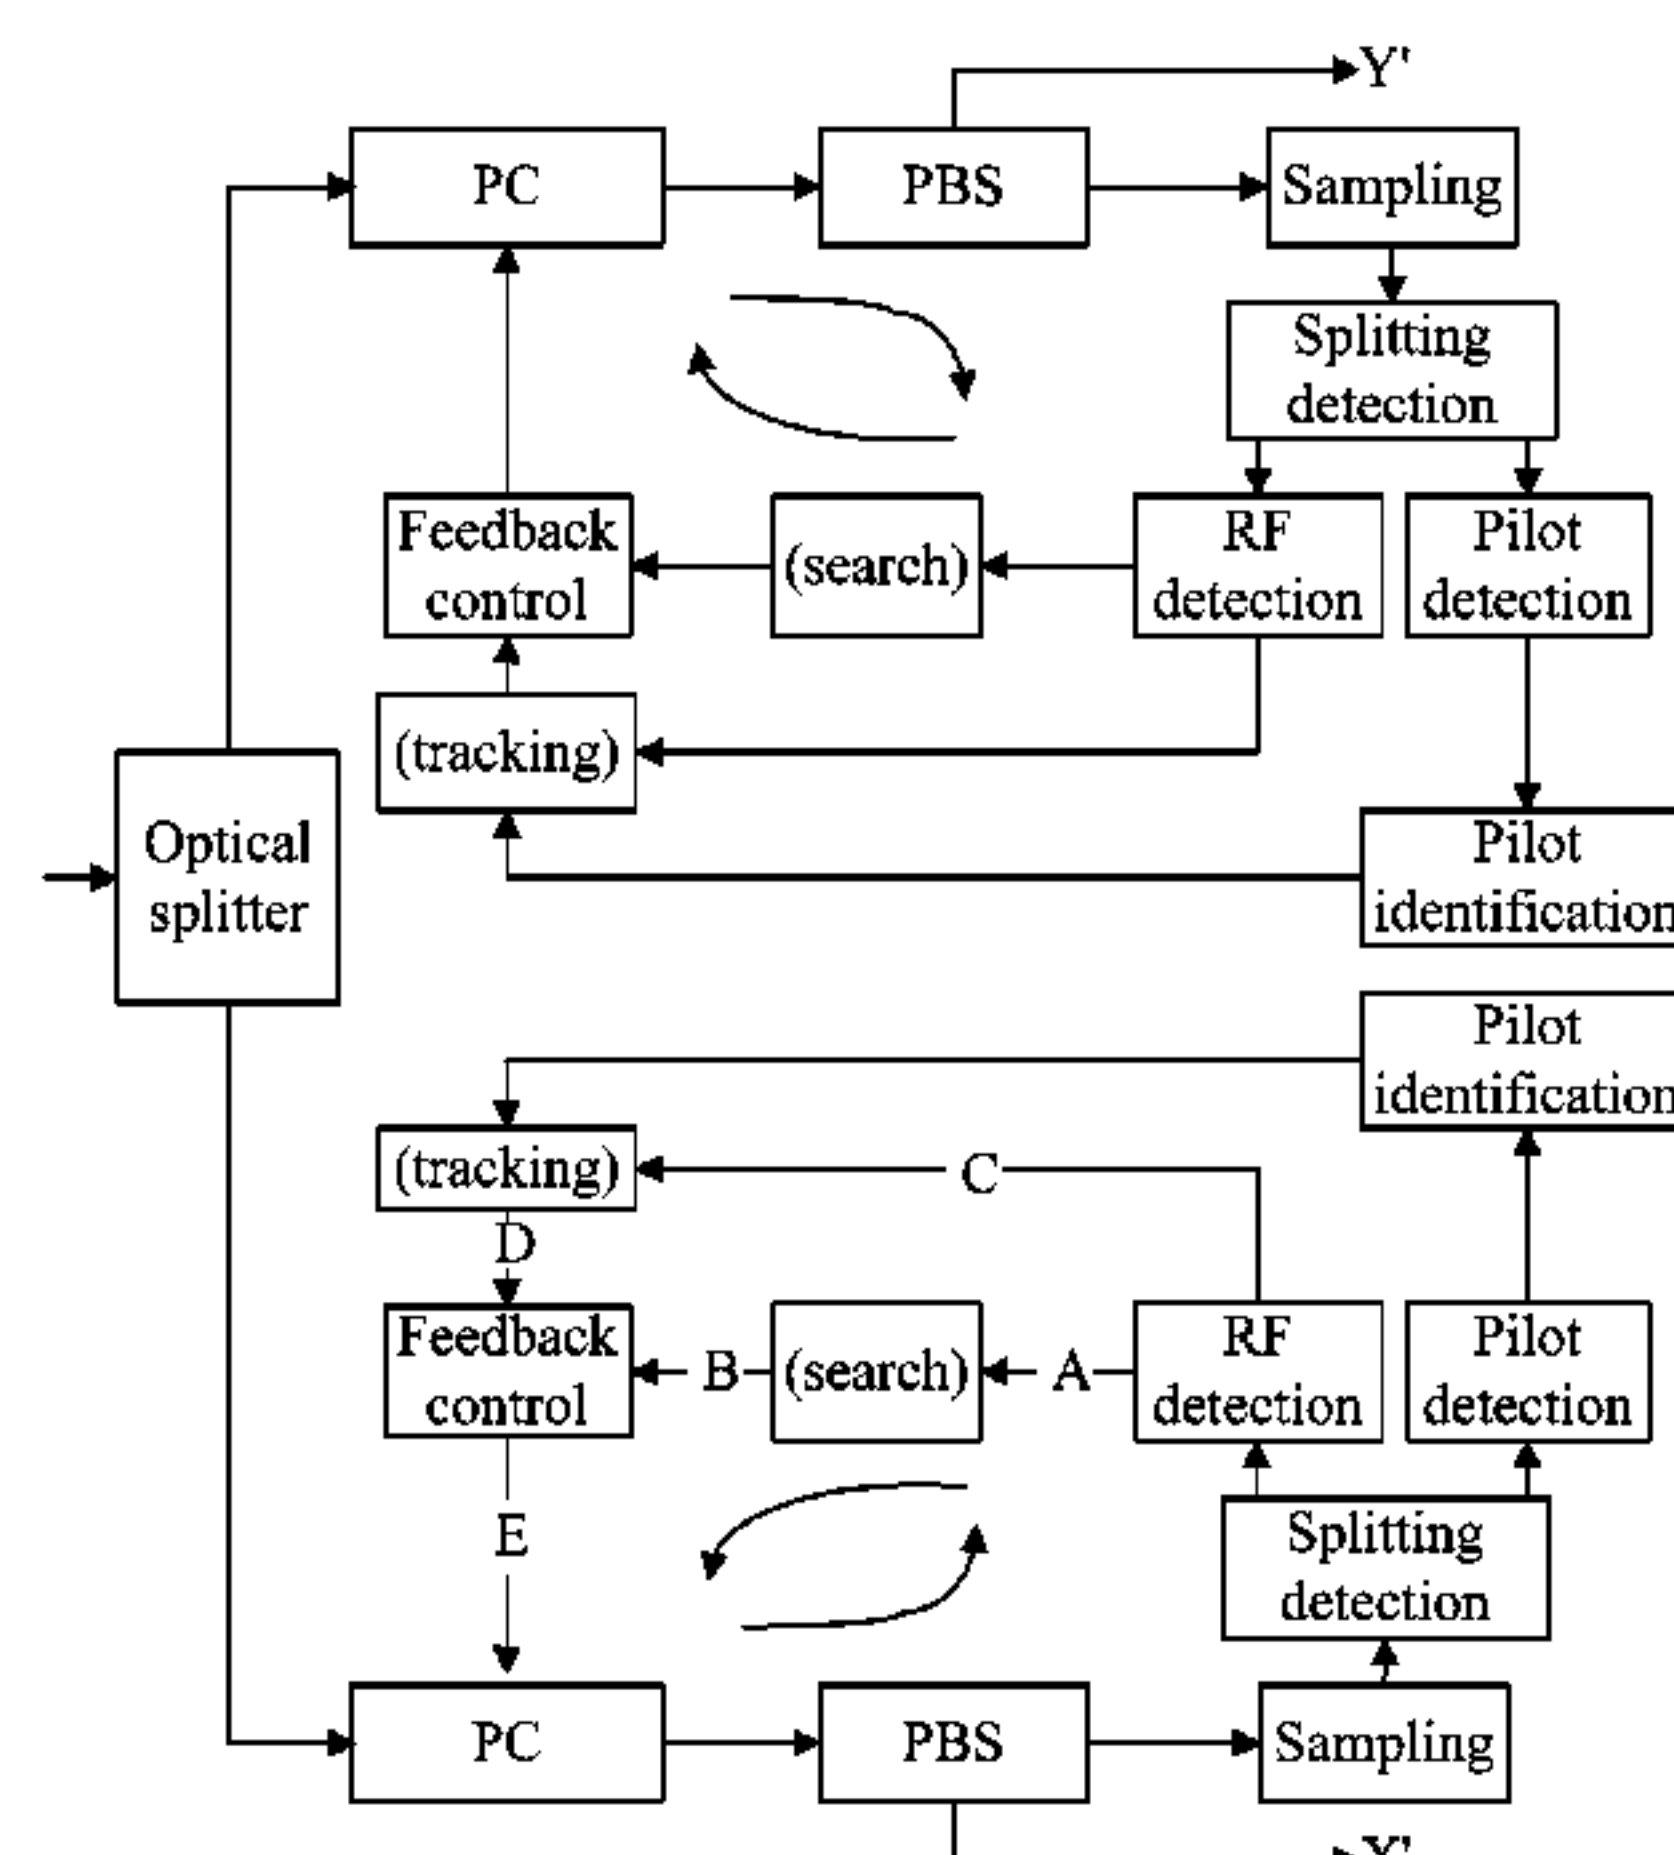 Y'
PC
PBS
Sampling
Splitting
detection
Feedback
control
(search)
RF
detection
Pilot
detection
(tracking)
Optical
splitter
Pilot
identification
Pilot
identification
(tracking)
C
D
Feedback
control
B
(search)
A
RF
detection
Pilot
detection
E
Splitting
detection
PC
PBS
Sampling